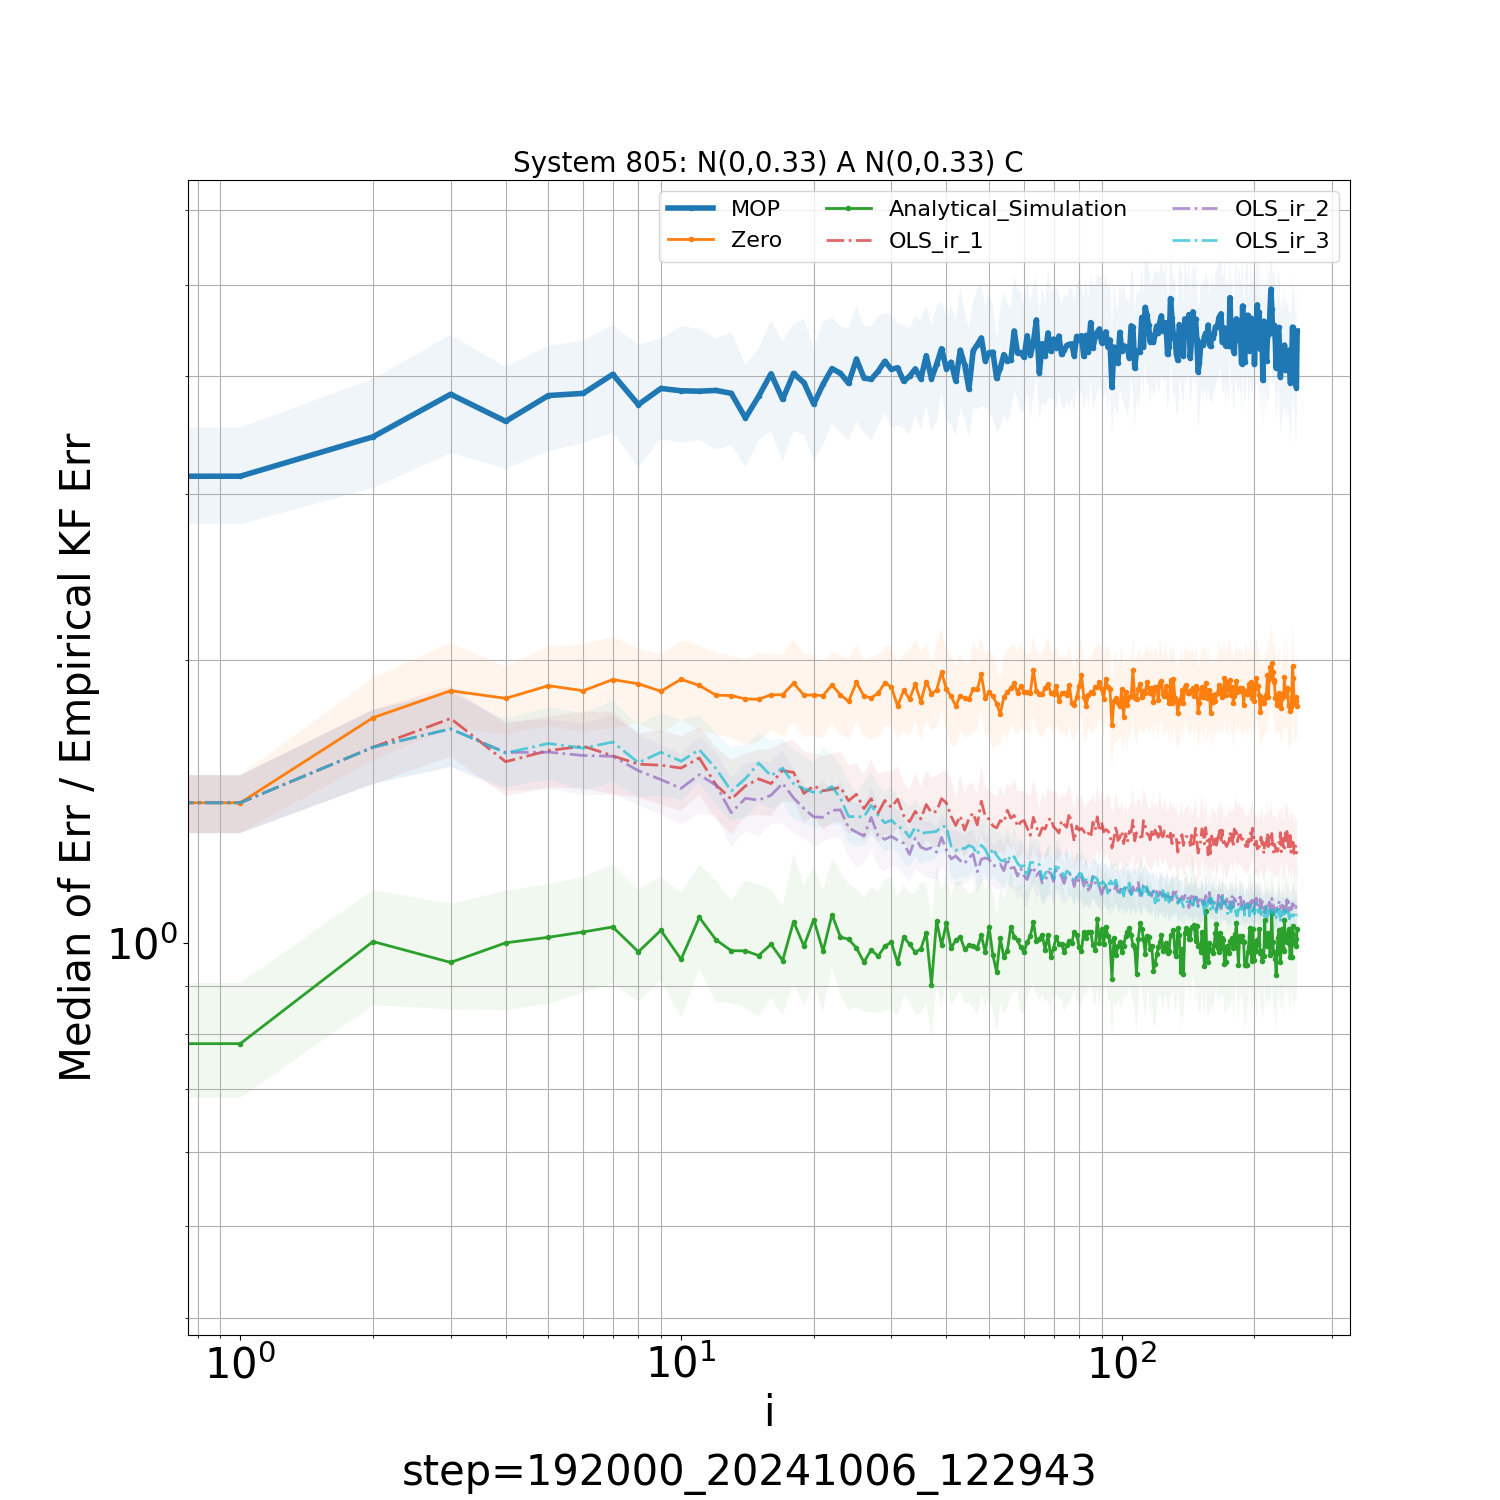 System 805: N(0,0.33) A N(0,0.33) C
MOP
Zero
Analytical_Simulation
OLS_ir_1
OLS_ir_2
OLS_ir_3
Median of Err / Empirical KF Err
10⁰
10⁰
10¹
10²
i
step=192000_20241006_122943